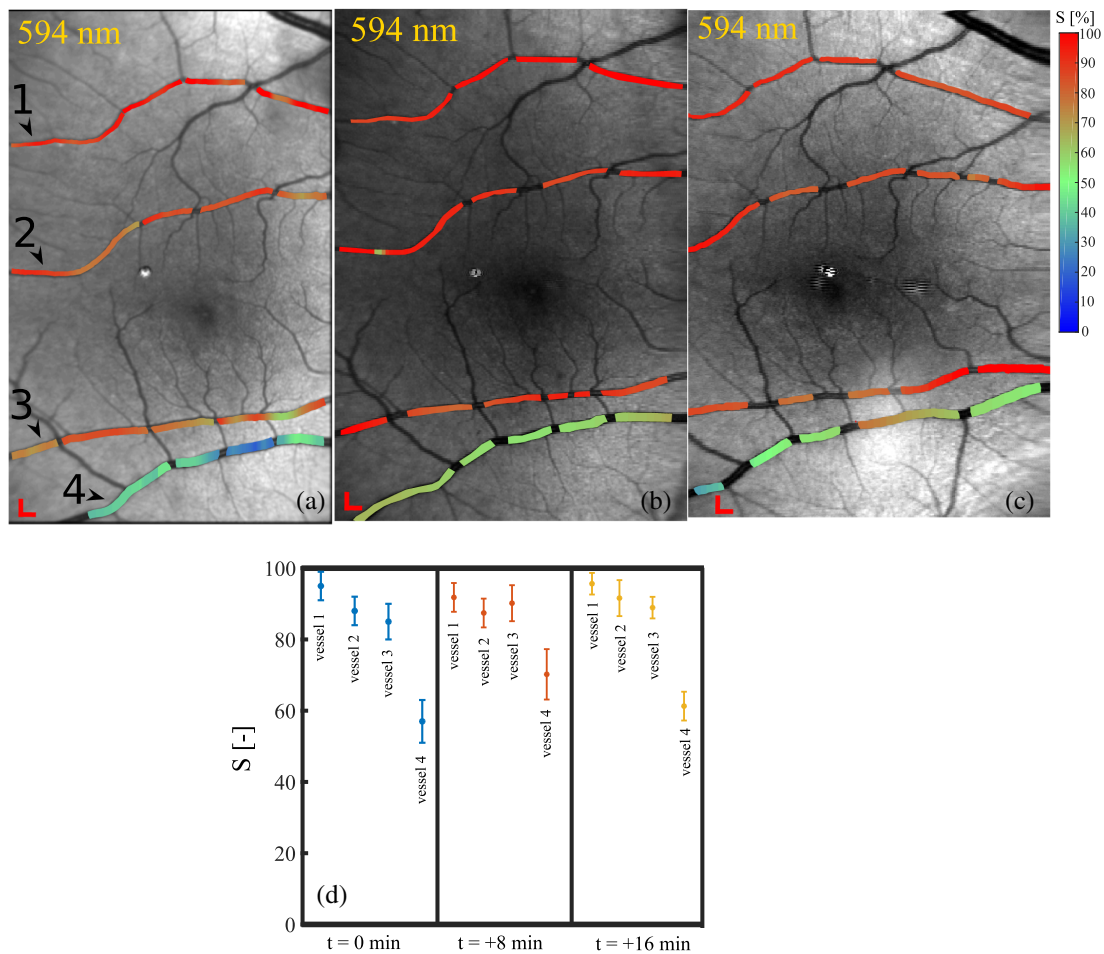 594 nm
594 nm
594 nm
S [%]
100
90
80
70
60
50
40
30
20
10
0
1
2
3
4
(a)
(b)
(c)
100
80
60
40
20
0
S [-]
vessel 1
vessel 2
vessel 3
vessel 4
vessel 1
vessel 2
vessel 3
vessel 4
vessel 1
vessel 2
vessel 3
vessel 4
(d)
t = 0 min
t = +8 min
t = +16 min